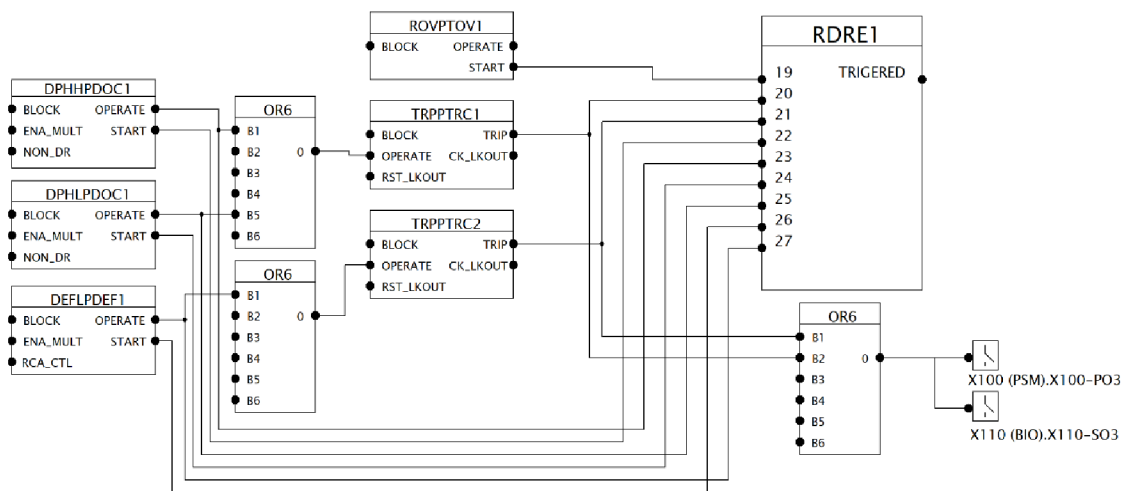 ROVPTOV1
BLOCK OPERATE
START
RDRE1
19 TRIGERED
20
21
22
23
24
25
26
27
DPHHPDOC1
BLOCK OPERATE
ENA_MULT START
NON_DR
DPHLPDOC1
BLOCK OPERATE
ENA_MULT START
NON_DR
DEFLPDEF1
BLOCK OPERATE
ENA_MULT START
RCA_CTL
OR6
B1
B2 O
B3
B4
B5
B6
OR6
B1
B2 O
B3
B4
B5
B6
TRPPTRC1
BLOCK TRIP
OPERATE CK_LKOUT
RST_LKOUT
TRPPTRC2
BLOCK TRIP
OPERATE CK_LKOUT
RST_LKOUT
OR6
B1
B2 O
B3
B4
B5
B6
X100 (PSM).X100-PO3
X110 (BIO).X110-SO3